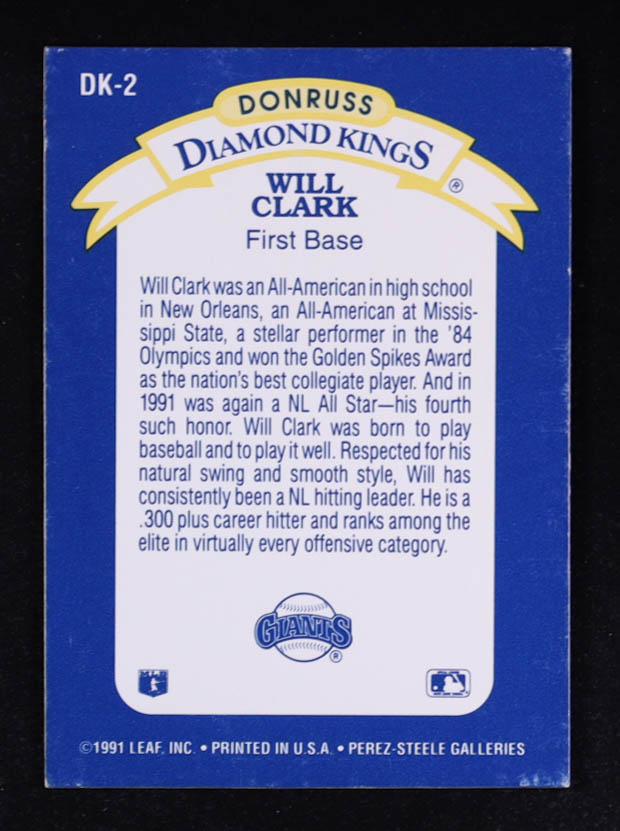 DK-2
DONRUSS
DIAMOND KINGS
®
WILL
CLARK
First Base
Will Clark was an All-American in high school
in New Orleans, an All-American at Missis-
sippi State, a stellar performer in the '84
Olympics and won the Golden Spikes Award
as the nation's best collegiate player. And in
1991 was again a NL All Star—his fourth
such honor. Will Clark was born to play
baseball and to play it well. Respected for his
natural swing and smooth style, Will has
consistently been a NL hitting leader. He is a
.300 plus career hitter and ranks among the
elite in virtually every offensive category.
GIANTS
®
MLB
®
©1991 LEAF, INC. • PRINTED IN U.S.A. • PEREZ-STEELE GALLERIES